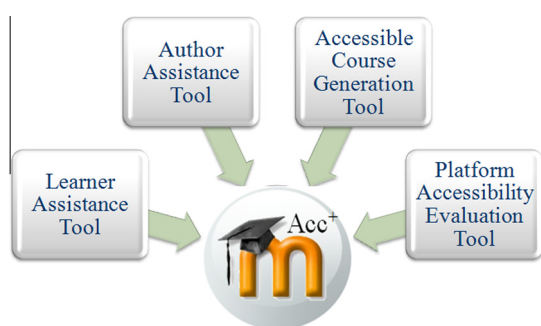 Author
Assistance
Tool
Accessible
Course
Generation
Tool
Learner
Assistance
Tool
Platform
Accessibility
Evaluation
Tool
Acc+
m